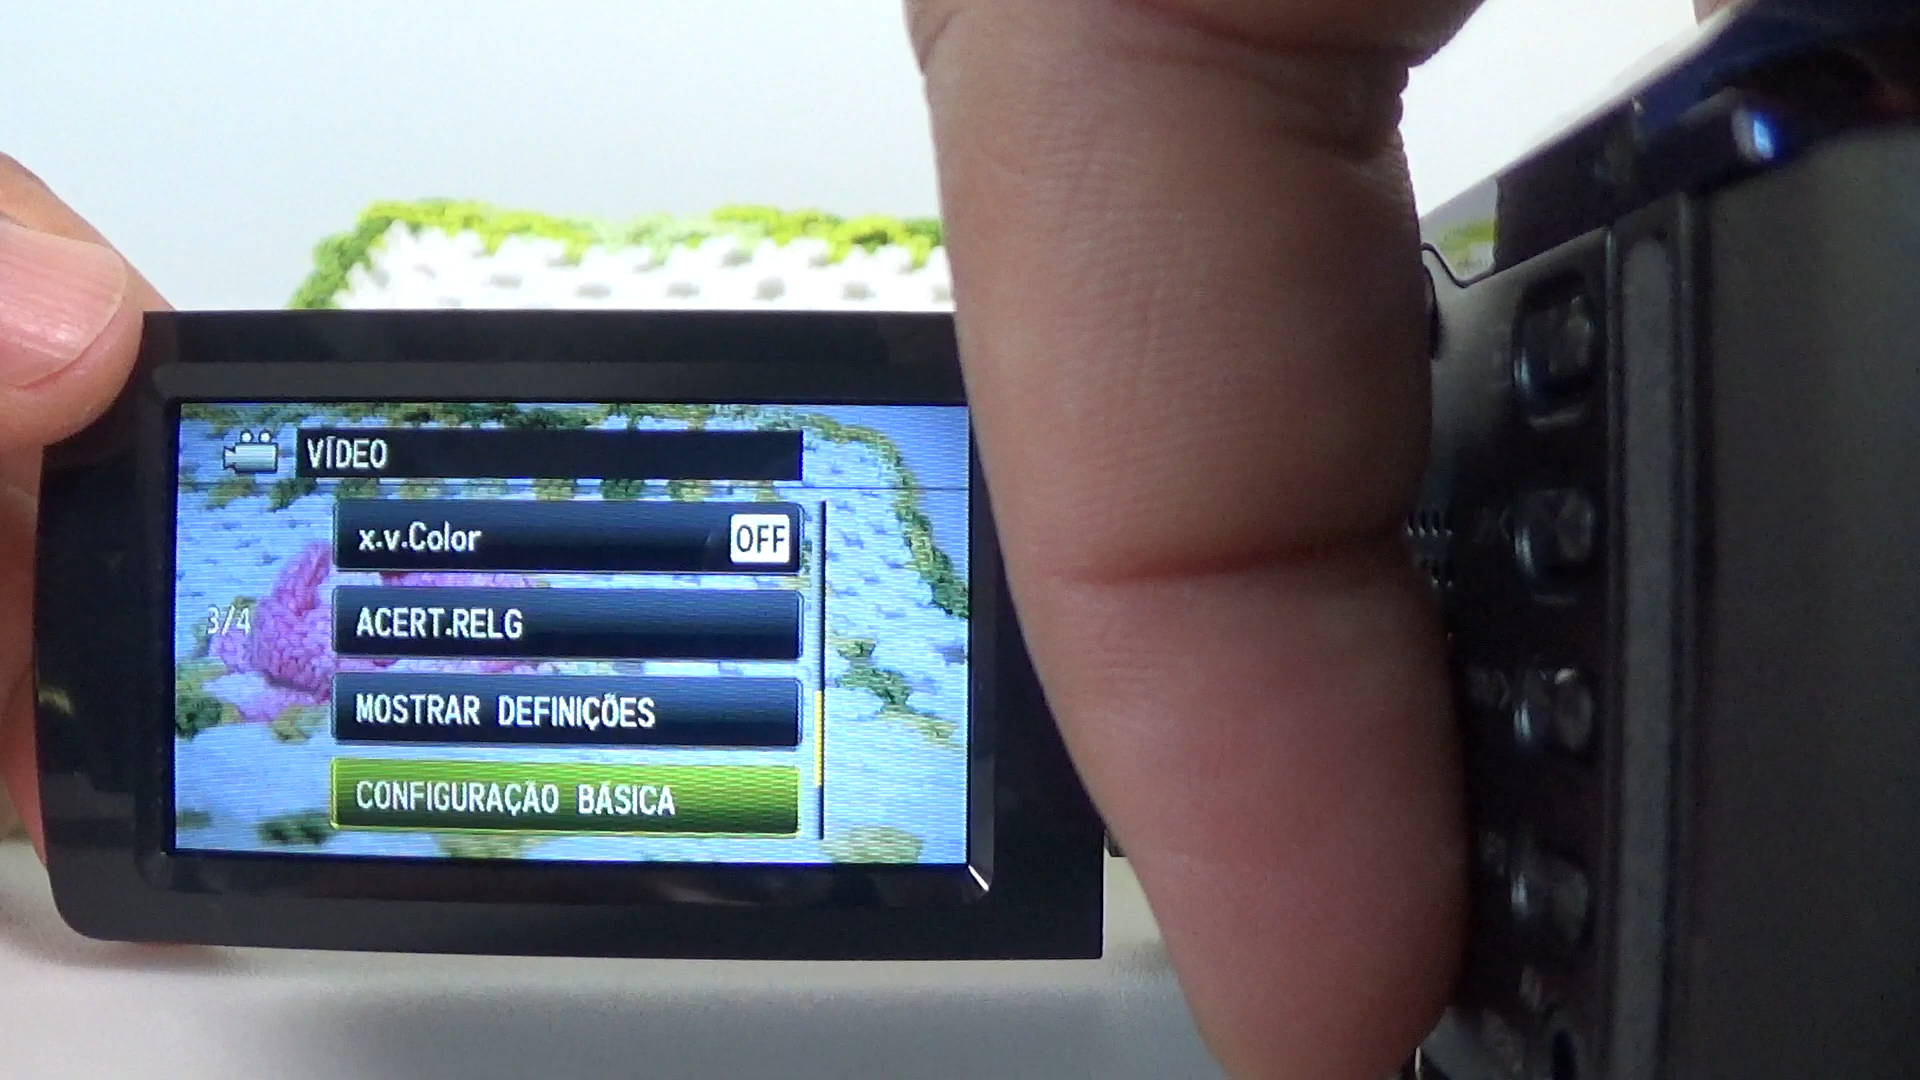 VÍDEO
x.v.Color OFF
ACERT.RELG
3/4
MOSTRAR DEFINIÇÕES
CONFIGURAÇÃO BÁSICA